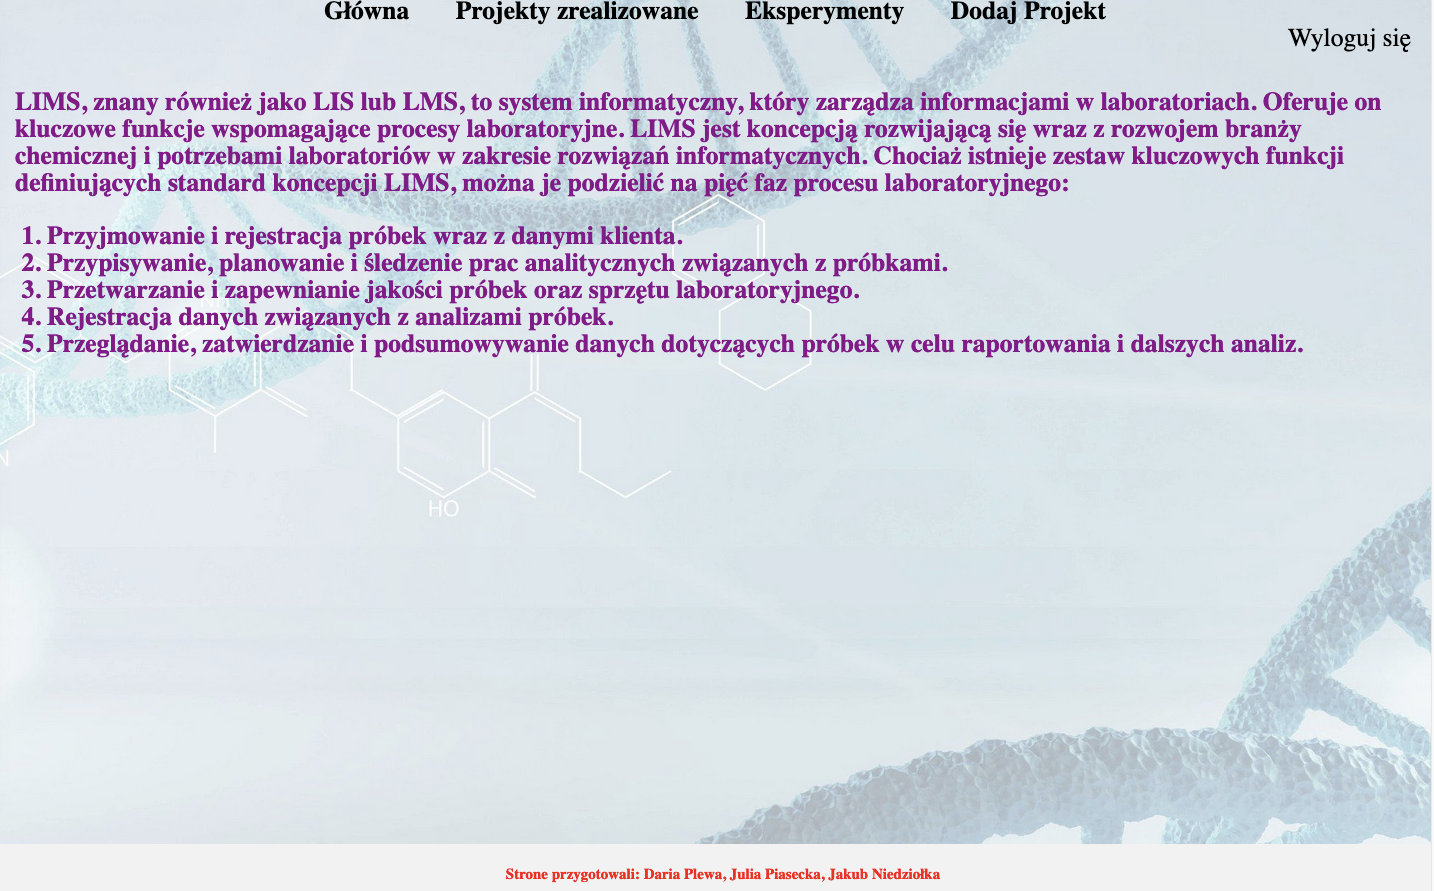 Główna Projekty zrealizowane Eksperymenty Dodaj Projekt
Wyloguj się
LIMS, znany również jako LIS lub LMS, to system informatyczny, który zarządza informacjami w laboratoriach. Oferuje on
kluczowe funkcje wspomagające procesy laboratoryjne. LIMS jest koncepcją rozwijającą się wraz z rozwojem branży
chemicznej i potrzebami laboratoriów w zakresie rozwiązań informatycznych. Chociaż istnieje zestaw kluczowych funkcji
definiujących standard koncepcji LIMS, można je podzielić na pięć faz procesu laboratoryjnego:
1. Przyjmowanie i rejestracja próbek wraz z danymi klienta.
2. Przypisywanie, planowanie i śledzenie prac analitycznych związanych z próbkami.
3. Przetwarzanie i zapewnianie jakości próbek oraz sprzętu laboratoryjnego.
4. Rejestracja danych związanych z analizami próbek.
5. Przeglądanie, zatwierdzanie i podsumowywanie danych dotyczących próbek w celu raportowania i dalszych analiz.
N
HO
Strone przygotowali: Daria Plewa, Julia Piasecka, Jakub Niedziołka